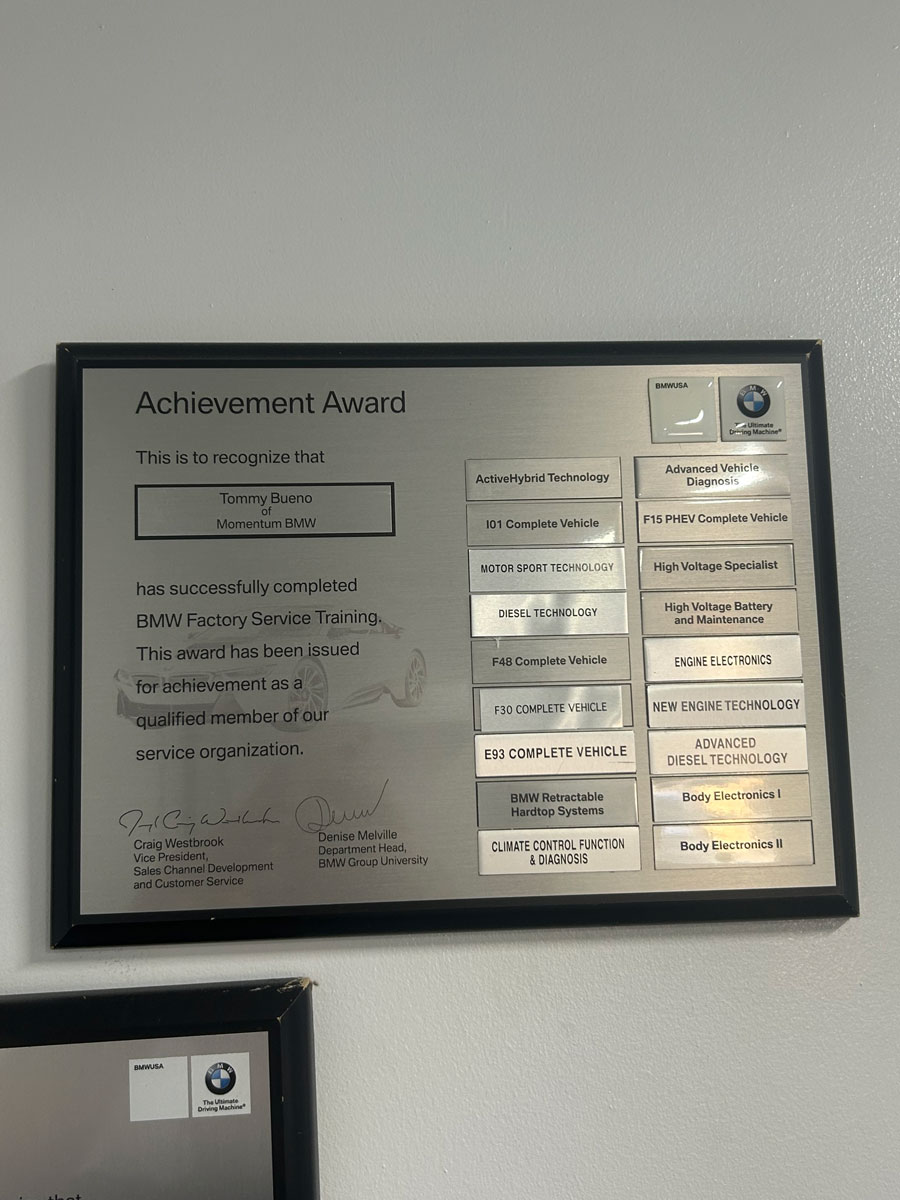 Achievement Award
This is to recognize that
Tommy Bueno
of
Momentum BMW
has successfully completed
BMW Factory Service Training.
This award has been issued
for achievement as a
qualified member of our
service organization.
Craig Westbrook
Vice President,
Sales Channel Development
and Customer Service
Denise Melville
Department Head,
BMW Group University
BMWUSA
BMW
The Ultimate
Driving Machine®
ActiveHybrid Technology
I01 Complete Vehicle
MOTOR SPORT TECHNOLOGY
DIESEL TECHNOLOGY
F48 Complete Vehicle
F30 COMPLETE VEHICLE
E93 COMPLETE VEHICLE
BMW Retractable
Hardtop Systems
CLIMATE CONTROL FUNCTION
& DIAGNOSIS
Advanced Vehicle
Diagnosis
F15 PHEV Complete Vehicle
High Voltage Specialist
High Voltage Battery
and Maintenance
ENGINE ELECTRONICS
NEW ENGINE TECHNOLOGY
ADVANCED
DIESEL TECHNOLOGY
Body Electronics I
Body Electronics II
BMWUSA
BMW
The Ultimate
Driving Machine®